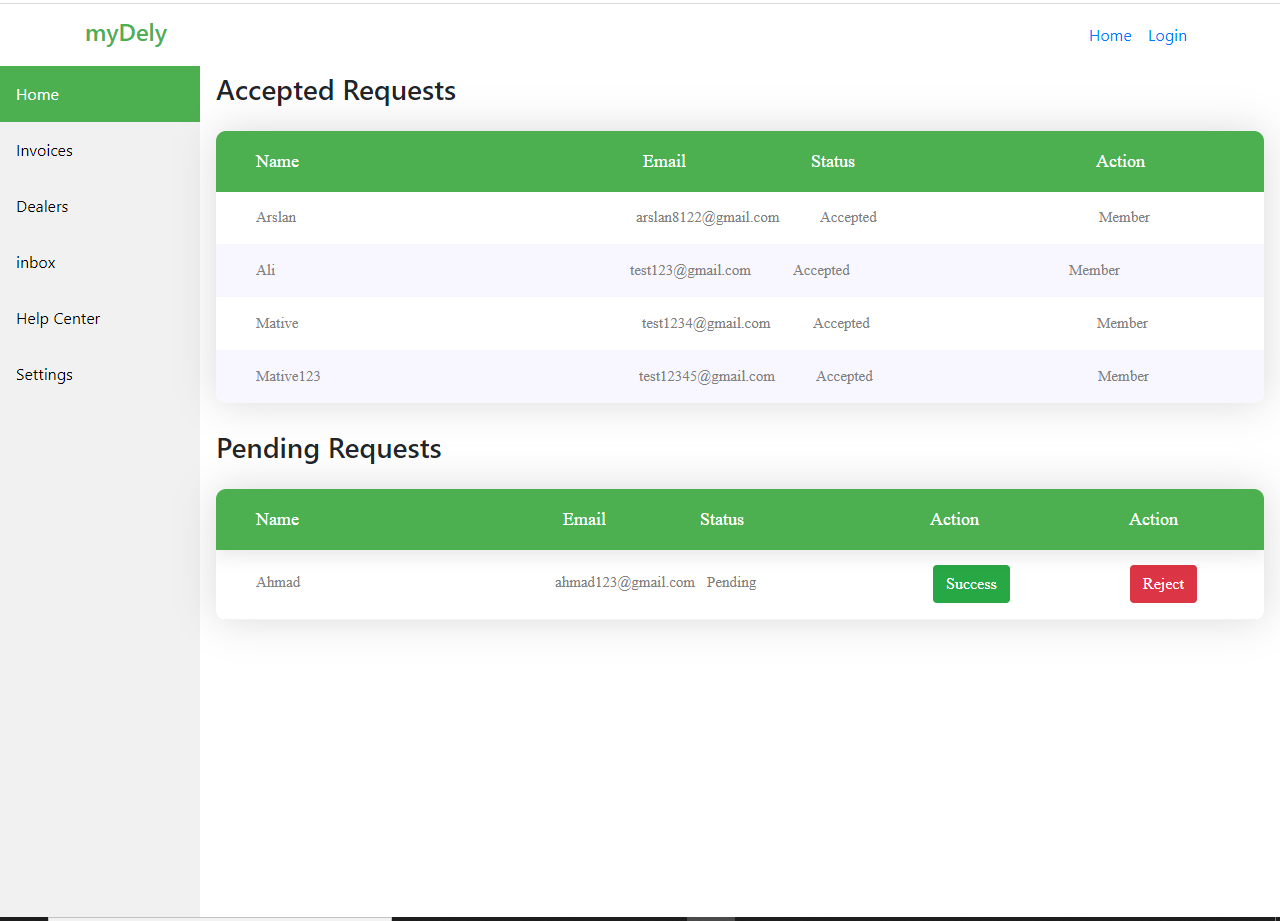 myDely
Home Login
Home
Invoices
Dealers
inbox
Help Center
Settings
Accepted Requests
Name Email Status Action
Arslan arslan8122@gmail.com Accepted Member
Ali test123@gmail.com Accepted Member
Mative test1234@gmail.com Accepted Member
Mative123 test12345@gmail.com Accepted Member
Pending Requests
Name Email Status Action Action
Ahmad ahmad123@gmail.com Pending Success Reject